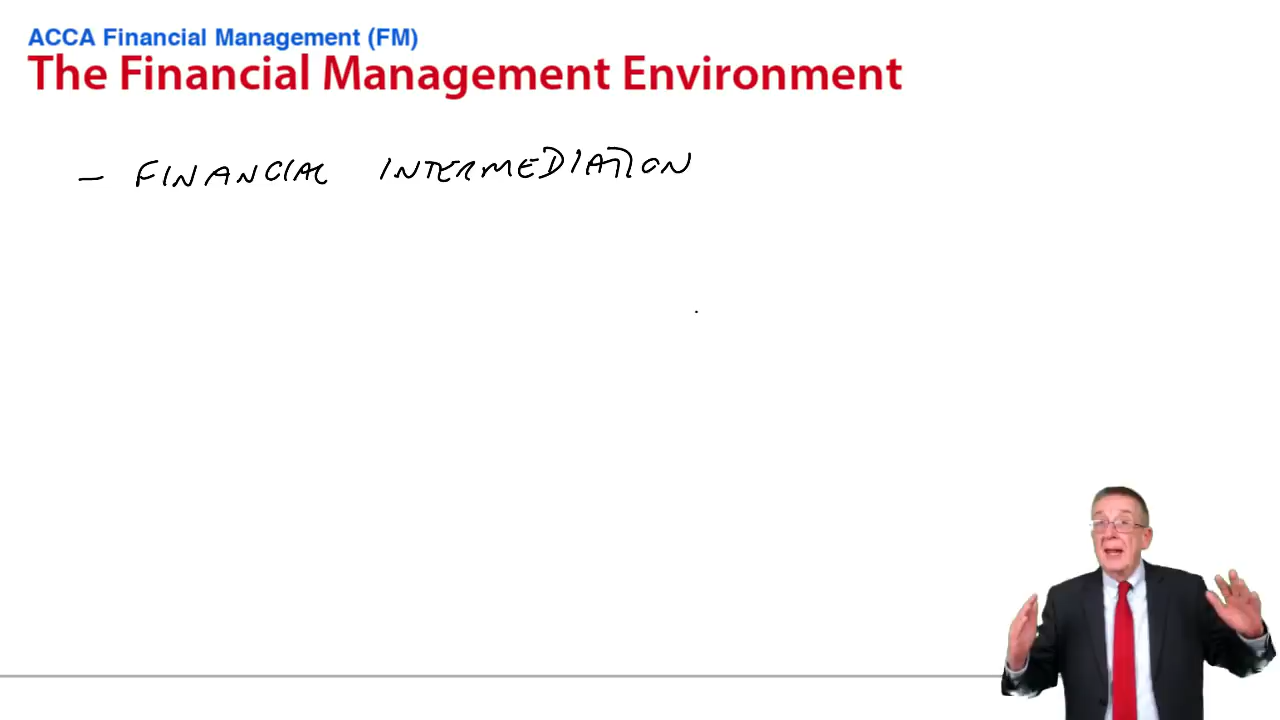 ACCA Financial Management (FM)
The Financial Management Environment
– FINANCIAL INTERMEDIATION